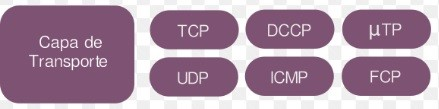 Capa de
Transporte
TCP
DCCP
µTP
UDP
ICMP
FCP